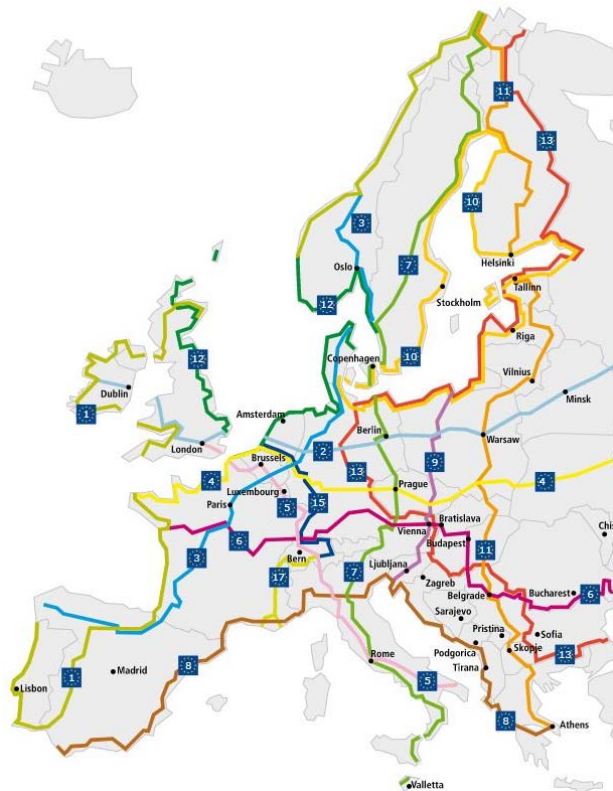 11
13
3
10
Oslo
7
Helsinki
Tallinn
Stockholm
12
Riga
10
12
Copenhagen
Vilnius
Dublin
Minsk
1
Amsterdam
Berlin
London
2
Warsaw
Brussels
9
13
4
4
Luxembourg
Prague
15
Paris
5
Bratislava
Vienna
Chis
6
Budapest
3
Bern
11
17
7
Ljubljana
Zagreb
Belgrade
Bucharest
6
Sarajevo
Pristina
Sofia
Podgorica
Skopje
13
Rome
Tirana
Madrid
8
1
5
Lisbon
8
Athens
Valletta